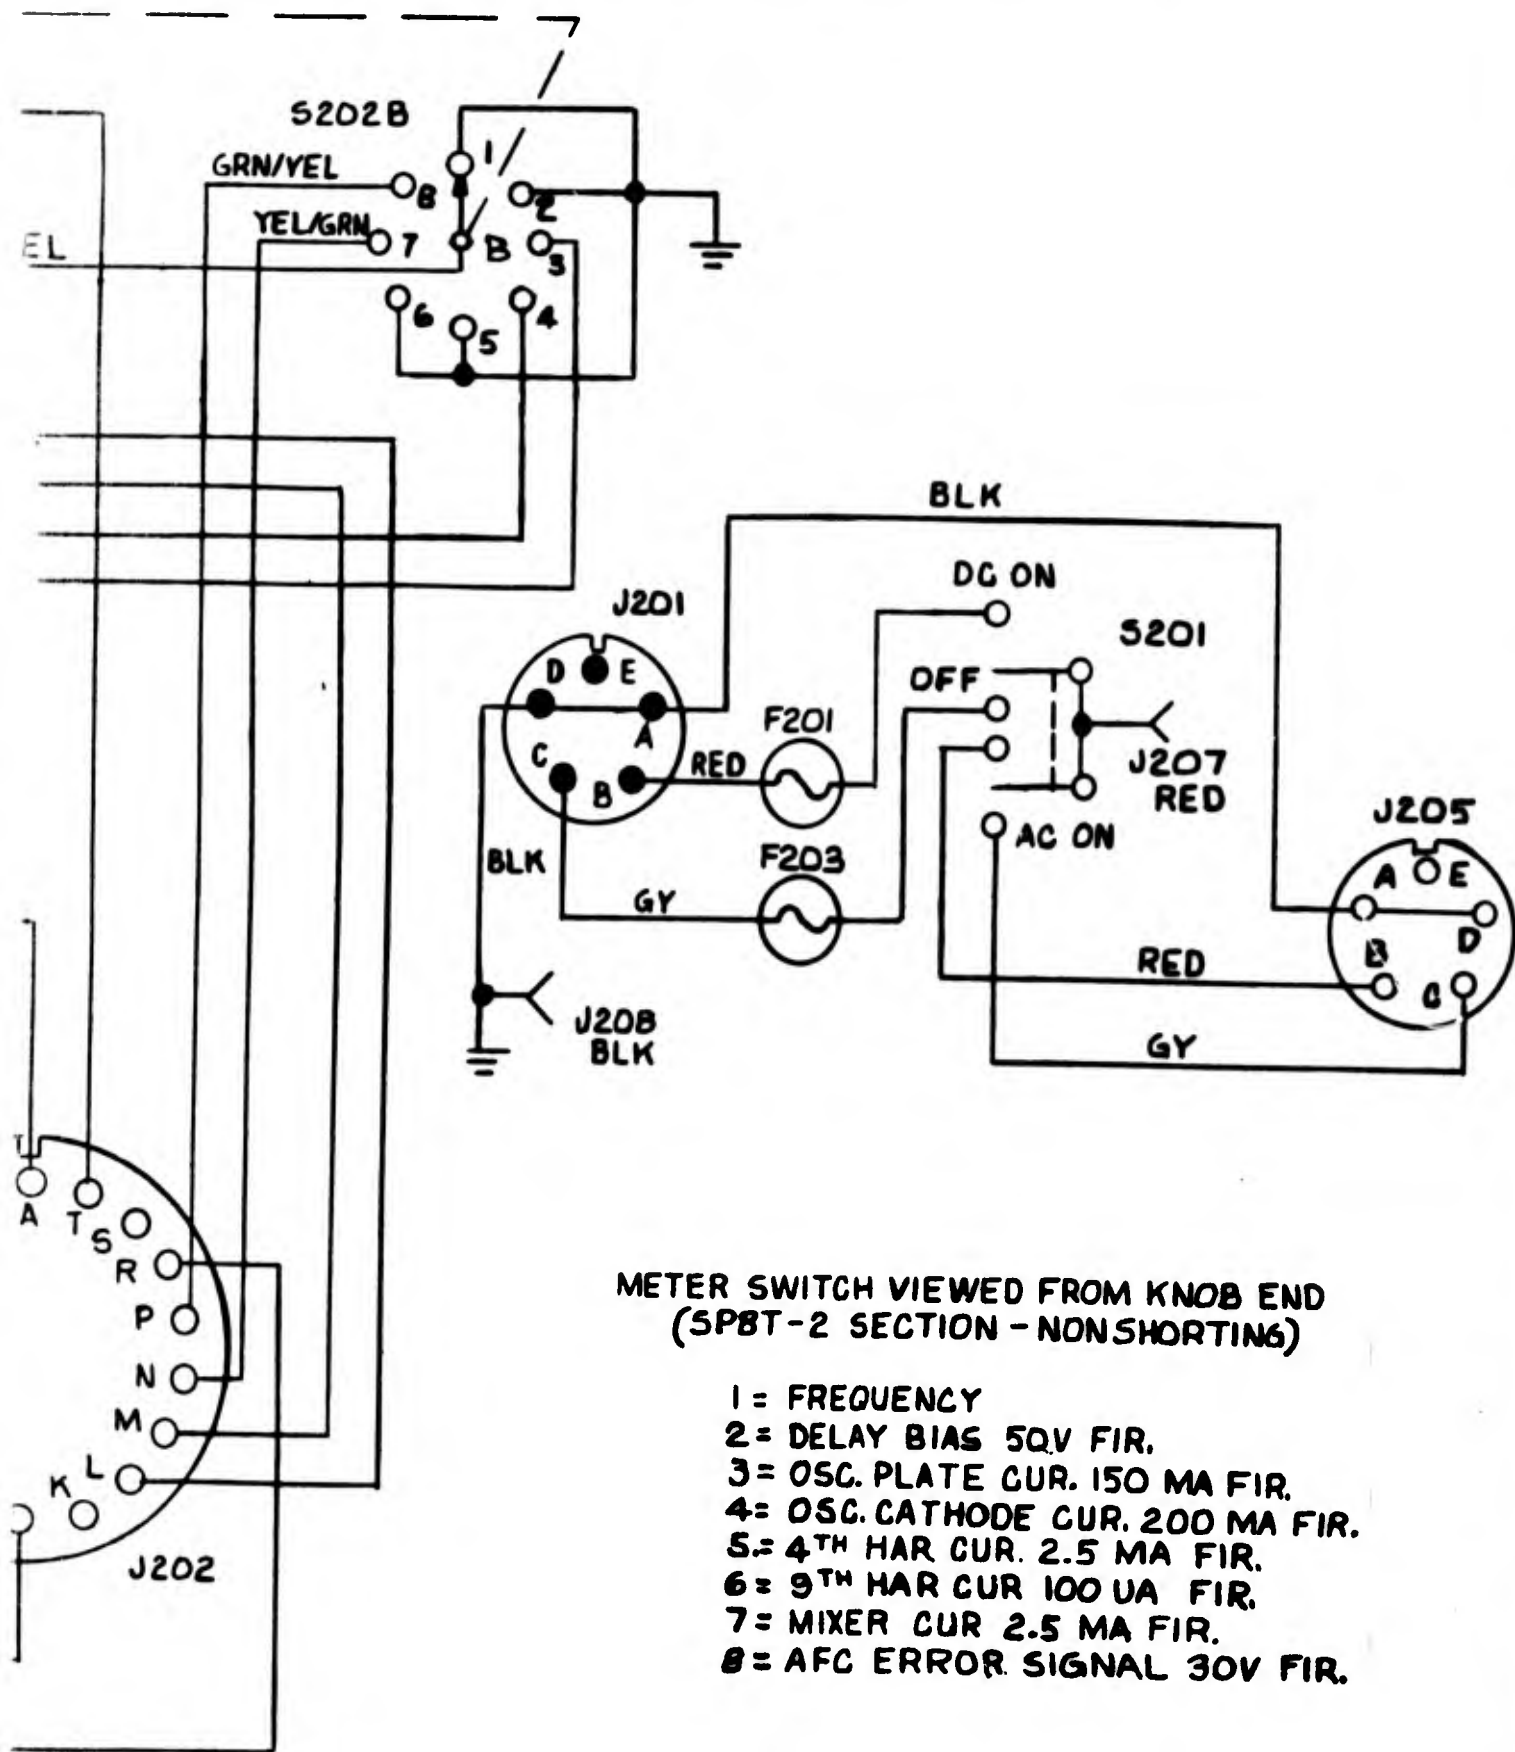 S202B
GRN/YEL
1
8
2
YEL/GRN
7
B
3
EL
6
5
4
BLK
DC ON
J201
S201
D
E
OFF
A
F201
C
B
RED
J207
RED
AC ON
J205
BLK
F203
A
E
GY
B
D
RED
C
J208
BLK
GY
A
T
S
R
P
N
M
L
K
J202
METER SWITCH VIEWED FROM KNOB END
(SP8T-2 SECTION - NONSHORTING)
1 = FREQUENCY
2 = DELAY BIAS 50V FIR.
3 = OSC. PLATE CUR. 150 MA FIR.
4 = OSC. CATHODE CUR. 200 MA FIR.
5 = 4TH HAR CUR. 2.5 MA FIR.
6 = 9TH HAR CUR 100 UA FIR.
7 = MIXER CUR 2.5 MA FIR.
8 = AFC ERROR SIGNAL 30V FIR.